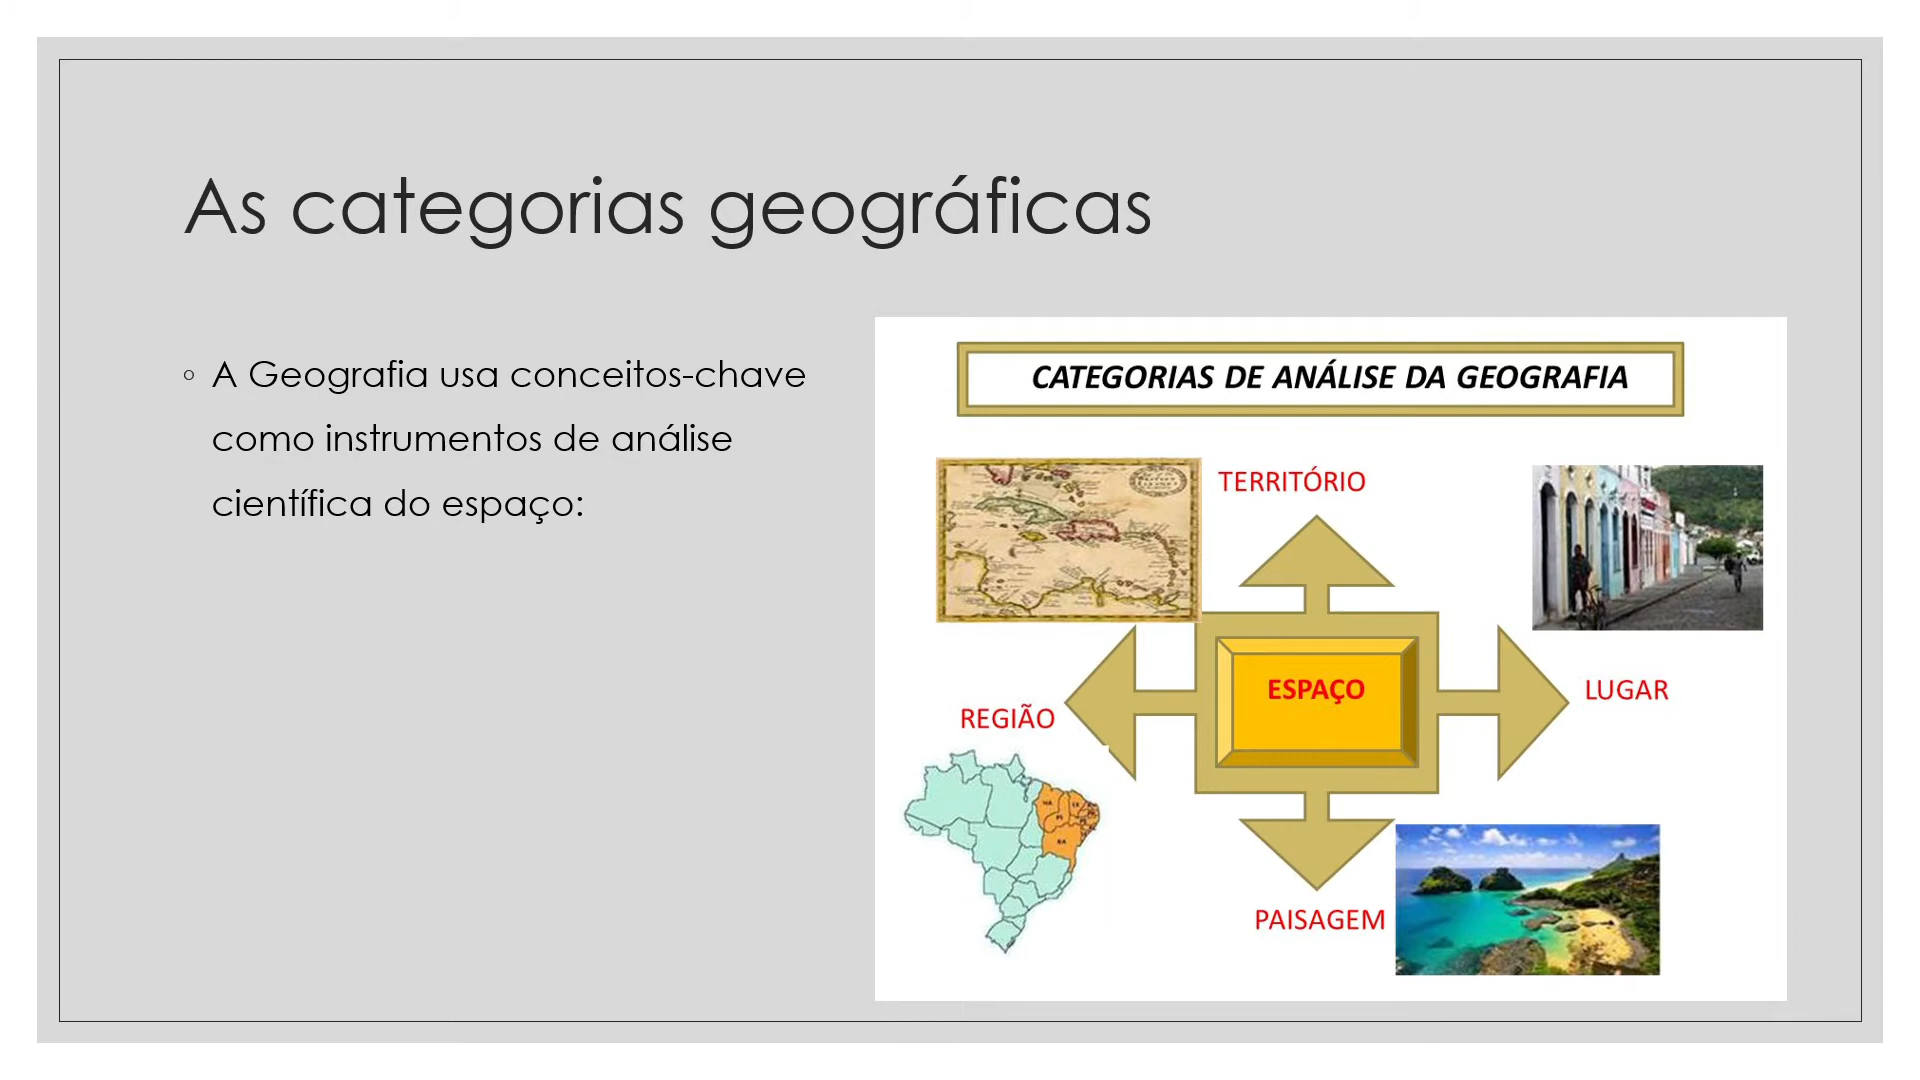 As categorias geográficas
◦ A Geografia usa conceitos-chave
como instrumentos de análise
científica do espaço:
CATEGORIAS DE ANÁLISE DA GEOGRAFIA
TERRITÓRIO
ESPAÇO
LUGAR
REGIÃO
PAISAGEM